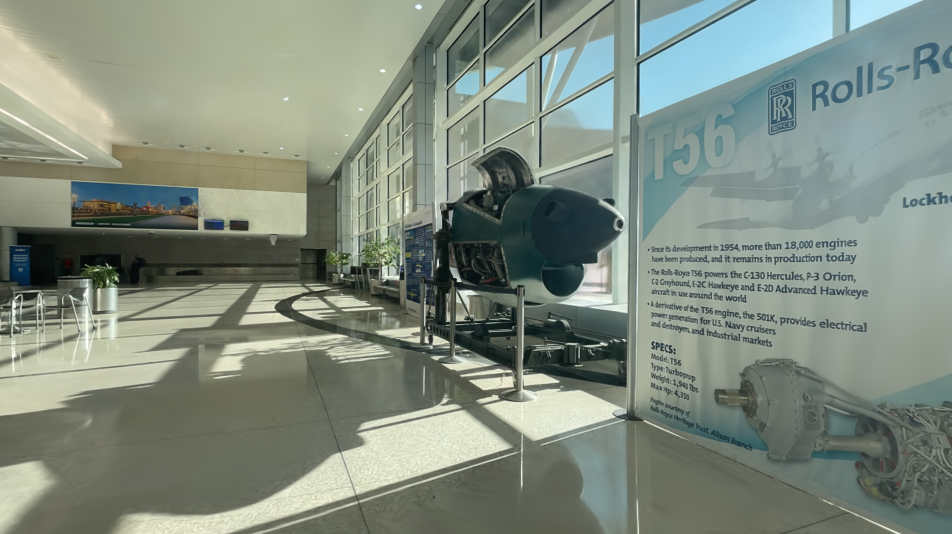 T56
ROLLS
RR
ROYCE
Rolls-Ro
Lockhe
• Since its development in 1954, more than 18,000 engines
have been produced, and it remains in production today
• The Rolls-Royce T56 powers the C-130 Hercules, P-3 Orion,
C-2 Greyhound, E-2C Hawkeye and E-2D Advanced Hawkeye
aircraft in use around the world
• A derivative of the T56 engine, the 501K, provides electrical
power generation for U.S. Navy cruisers
and destroyers, and industrial markets
SPECS:
Model: T56
Type: Turboprop
Weight: 1,940 lbs
Max Hp: 4,350
Engine courtesy of
Rolls-Royce Heritage Trust, Allison Branch